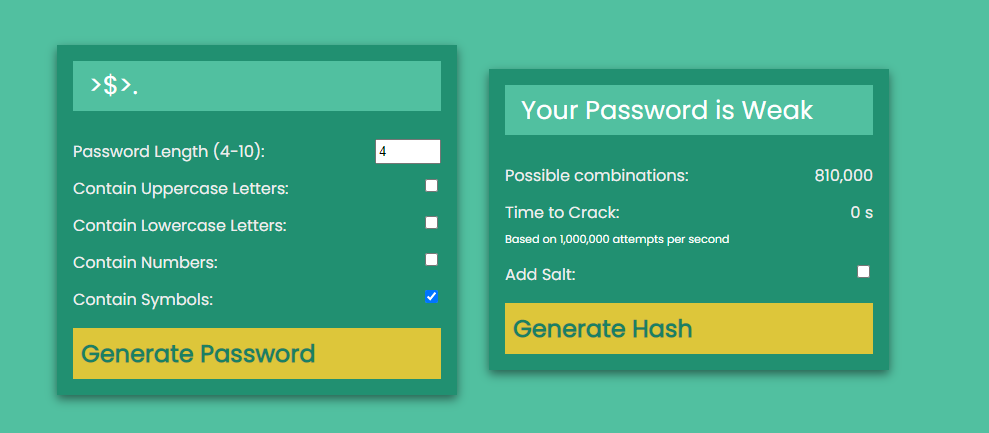 >$>.
Password Length (4-10): 4
Contain Uppercase Letters:
Contain Lowercase Letters:
Contain Numbers:
Contain Symbols:
Generate Password
Your Password is Weak
Possible combinations: 810,000
Time to Crack: 0 s
Based on 1,000,000 attempts per second
Add Salt:
Generate Hash